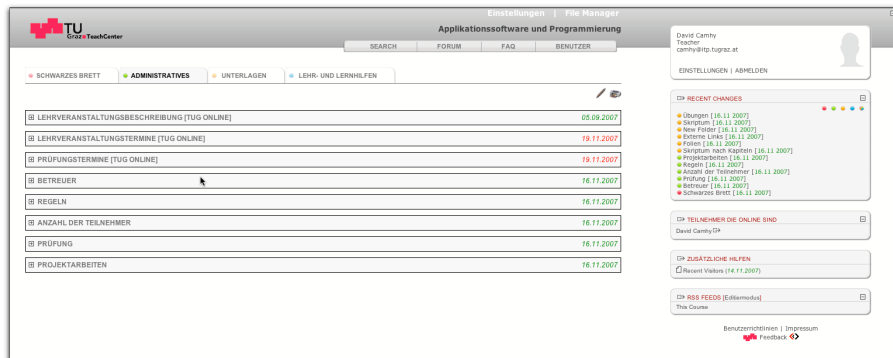 Einstellungen | File Manager
TU
Graz TeachCenter
Applikationssoftware und Programmierung
SEARCH FORUM FAQ BENUTZER
SCHWARZES BRETT ADMINISTRATIVES UNTERLAGEN LEHR- UND LERNHILFEN
LEHRVERANSTALTUNGSBESCHREIBUNG [TUG ONLINE] 05.09.2007
LEHRVERANSTALTUNGSTERMINE [TUG ONLINE] 19.11.2007
PRÜFUNGSTERMINE [TUG ONLINE] 19.11.2007
BETREUER 16.11.2007
REGELN 16.11.2007
ANZAHL DER TEILNEHMER 16.11.2007
PRÜFUNG 16.11.2007
PROJEKTARBEITEN 16.11.2007
David Camhy
Teacher
camhy@itp.tugraz.at
EINSTELLUNGEN | ABMELDEN
RECENT CHANGES
Übungen [16.11 2007]
Skriptum [16.11 2007]
New Folder [16.11 2007]
Externe Links [16.11 2007]
Folien [16.11 2007]
Skriptum nach Kapiteln [16.11 2007]
Projektarbeiten [16.11 2007]
Regeln [16.11 2007]
Anzahl der Teilnehmer [16.11 2007]
Prüfung [16.11 2007]
Betreuer [16.11 2007]
Schwarzes Brett [16.11 2007]
TEILNEHMER DIE ONLINE SIND
David Camhy
ZUSÄTZLICHE HILFEN
Recent Visitors (14.11.2007)
RSS FEEDS [Editiermodus]
This Course
Benutzerrichtlinien | Impressum
Feedback